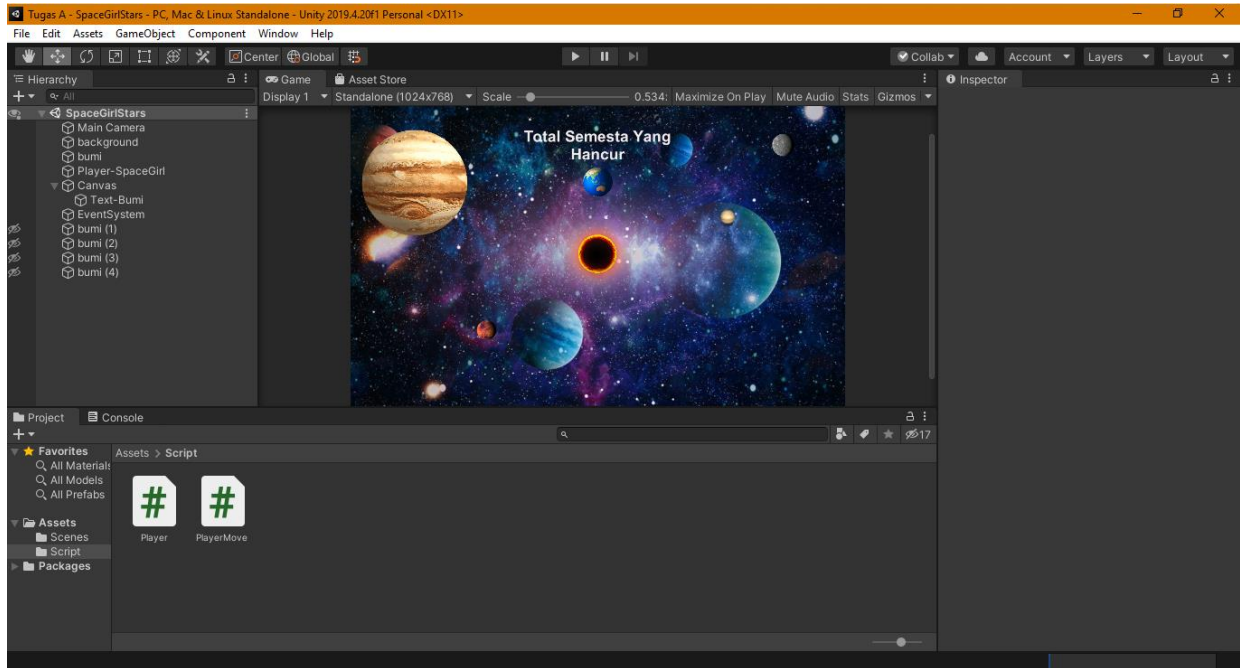 Tugas A - SpaceGirlStars - PC, Mac & Linux Standalone - Unity 2019.4.20f1 Personal <DX11>
File Edit Assets GameObject Component Window Help
Center Global Collab Account Layers Layout
Hierarchy
All
SpaceGirlStars
Main Camera
background
bumi
Player-SpaceGirl
Canvas
Text-Bumi
EventSystem
bumi (1)
bumi (2)
bumi (3)
bumi (4)
Game Asset Store
Display 1 Standalone (1024x768) Scale 0.534: Maximize On Play Mute Audio Stats Gizmos
Total Semesta Yang
Hancur
Inspector
Project Console
17
Favorites
All Materials
All Models
All Prefabs
Assets
Scenes
Script
Packages
Assets > Script
Player PlayerMove